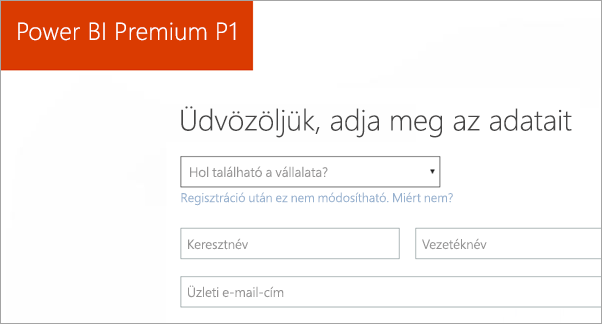 Power BI Premium P1
Üdvözöljük, adja meg az adatait
Hol található a vállalata?
Regisztráció után ez nem módosítható. Miért nem?
Keresztnév Vezetéknév
Üzleti e-mail-cím